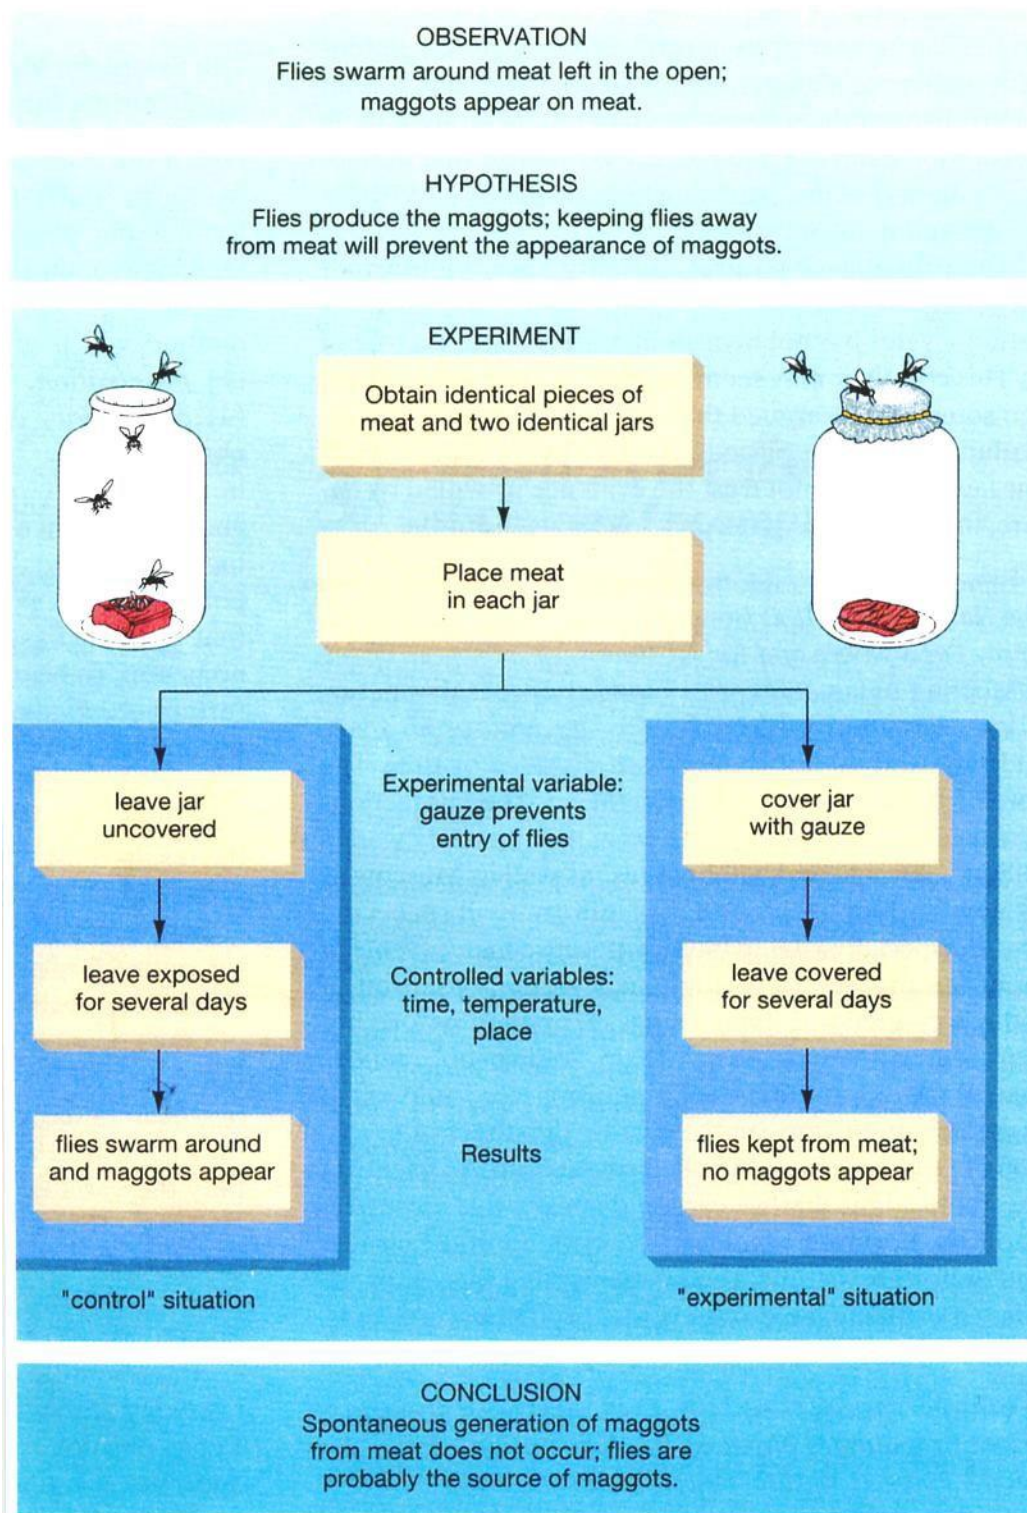 OBSERVATION
Flies swarm around meat left in the open;
maggots appear on meat.
HYPOTHESIS
Flies produce the maggots; keeping flies away
from meat will prevent the appearance of maggots.
EXPERIMENT
Obtain identical pieces of
meat and two identical jars
Place meat
in each jar
leave jar
uncovered
Experimental variable:
gauze prevents
entry of flies
cover jar
with gauze
leave exposed
for several days
Controlled variables:
time, temperature,
place
leave covered
for several days
flies swarm around
and maggots appear
Results
flies kept from meat;
no maggots appear
"control" situation
"experimental" situation
CONCLUSION
Spontaneous generation of maggots
from meat does not occur; flies are
probably the source of maggots.